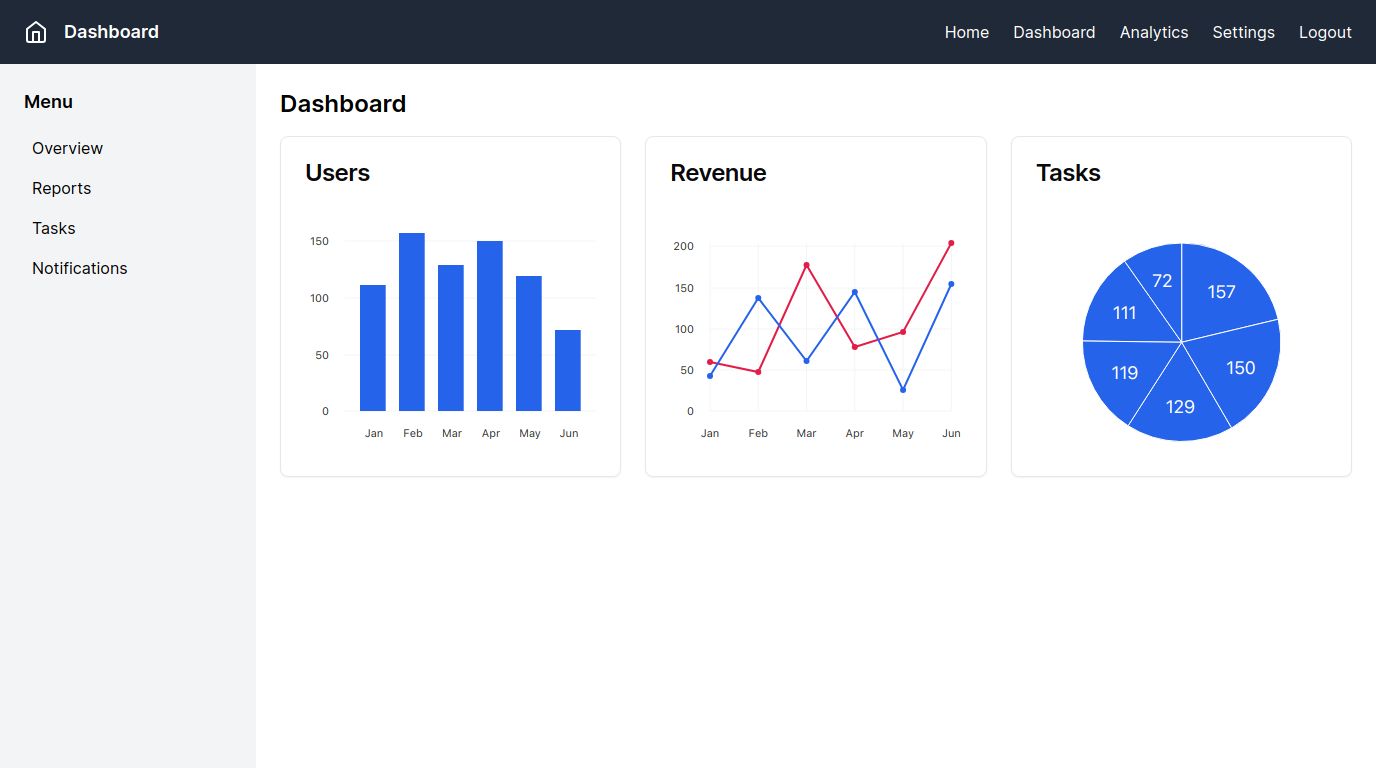 Dashboard
Home Dashboard Analytics Settings Logout
Menu
Overview
Reports
Tasks
Notifications
Dashboard
Users
150
100
50
0
Jan Feb Mar Apr May Jun
Revenue
200
150
100
50
0
Jan Feb Mar Apr May Jun
Tasks
72
157
111
150
119
129